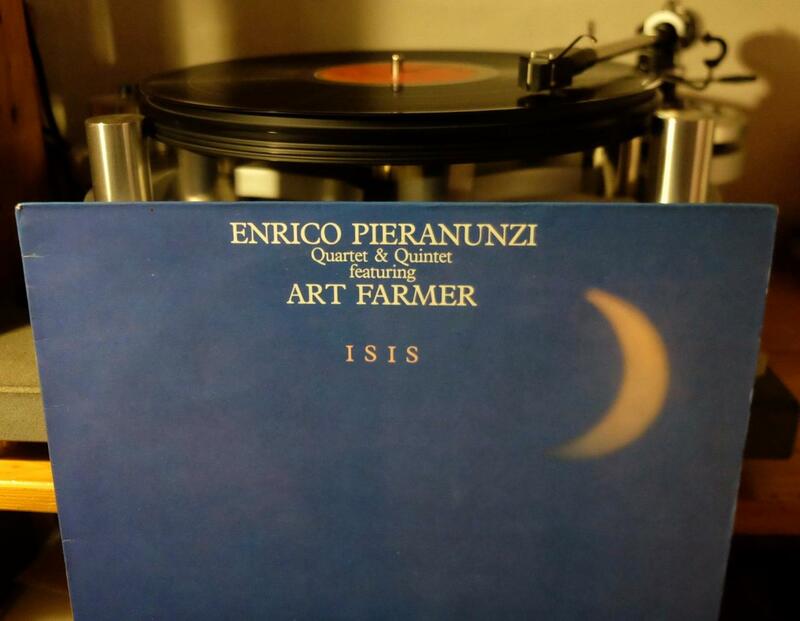 ENRICO PIERANUNZI
Quartet & Quintet
featuring
ART FARMER
ISIS